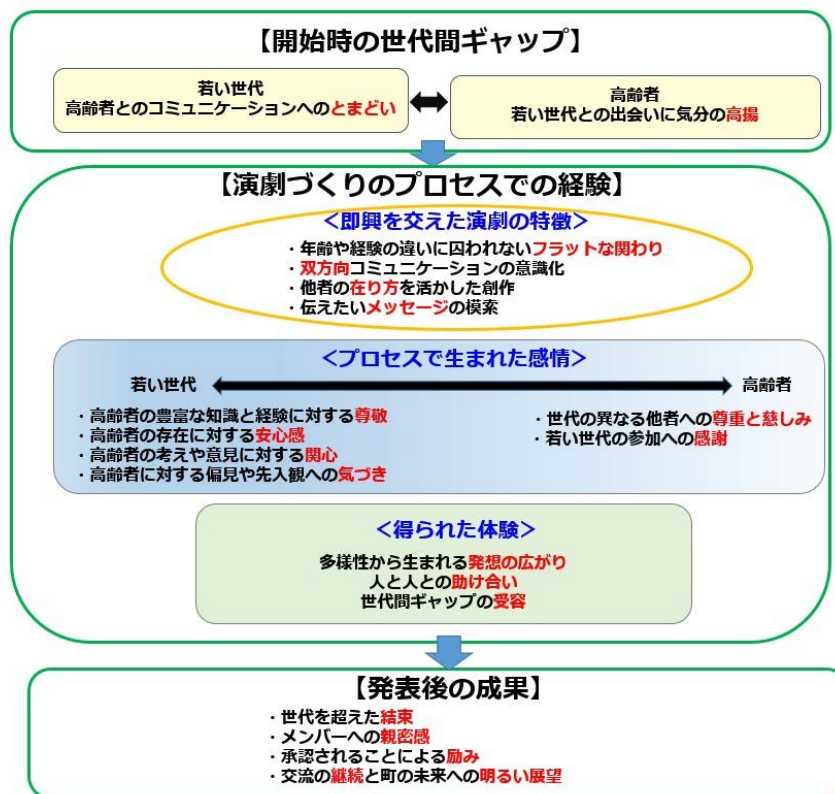 【開始時の世代間ギャップ】
若い世代
高齢者とのコミュニケーションへのとまどい
高齢者
若い世代との出会いに気分の高揚
【演劇づくりのプロセスでの経験】
<即興を交えた演劇の特徴>
・年齢や経験の違いに囚われないフラットな関わり
・双方向コミュニケーションの意識化
・他者の在り方を活かした創作
・伝えたいメッセージの模索
<プロセスで生まれた感情>
若い世代
高齢者
・高齢者の豊富な知識と経験に対する尊敬
・高齢者の存在に対する安心感
・高齢者の考えや意見に対する関心
・高齢者に対する偏見や先入観への気づき
・世代の異なる他者への尊重と慈しみ
・若い世代の参加への感謝
<得られた体験>
多様性から生まれる発想の広がり
人と人との助け合い
世代間ギャップの受容
【発表後の成果】
・世代を超えた結束
・メンバーへの親密感
・承認されることによる励み
・交流の継続と町の未来への明るい展望